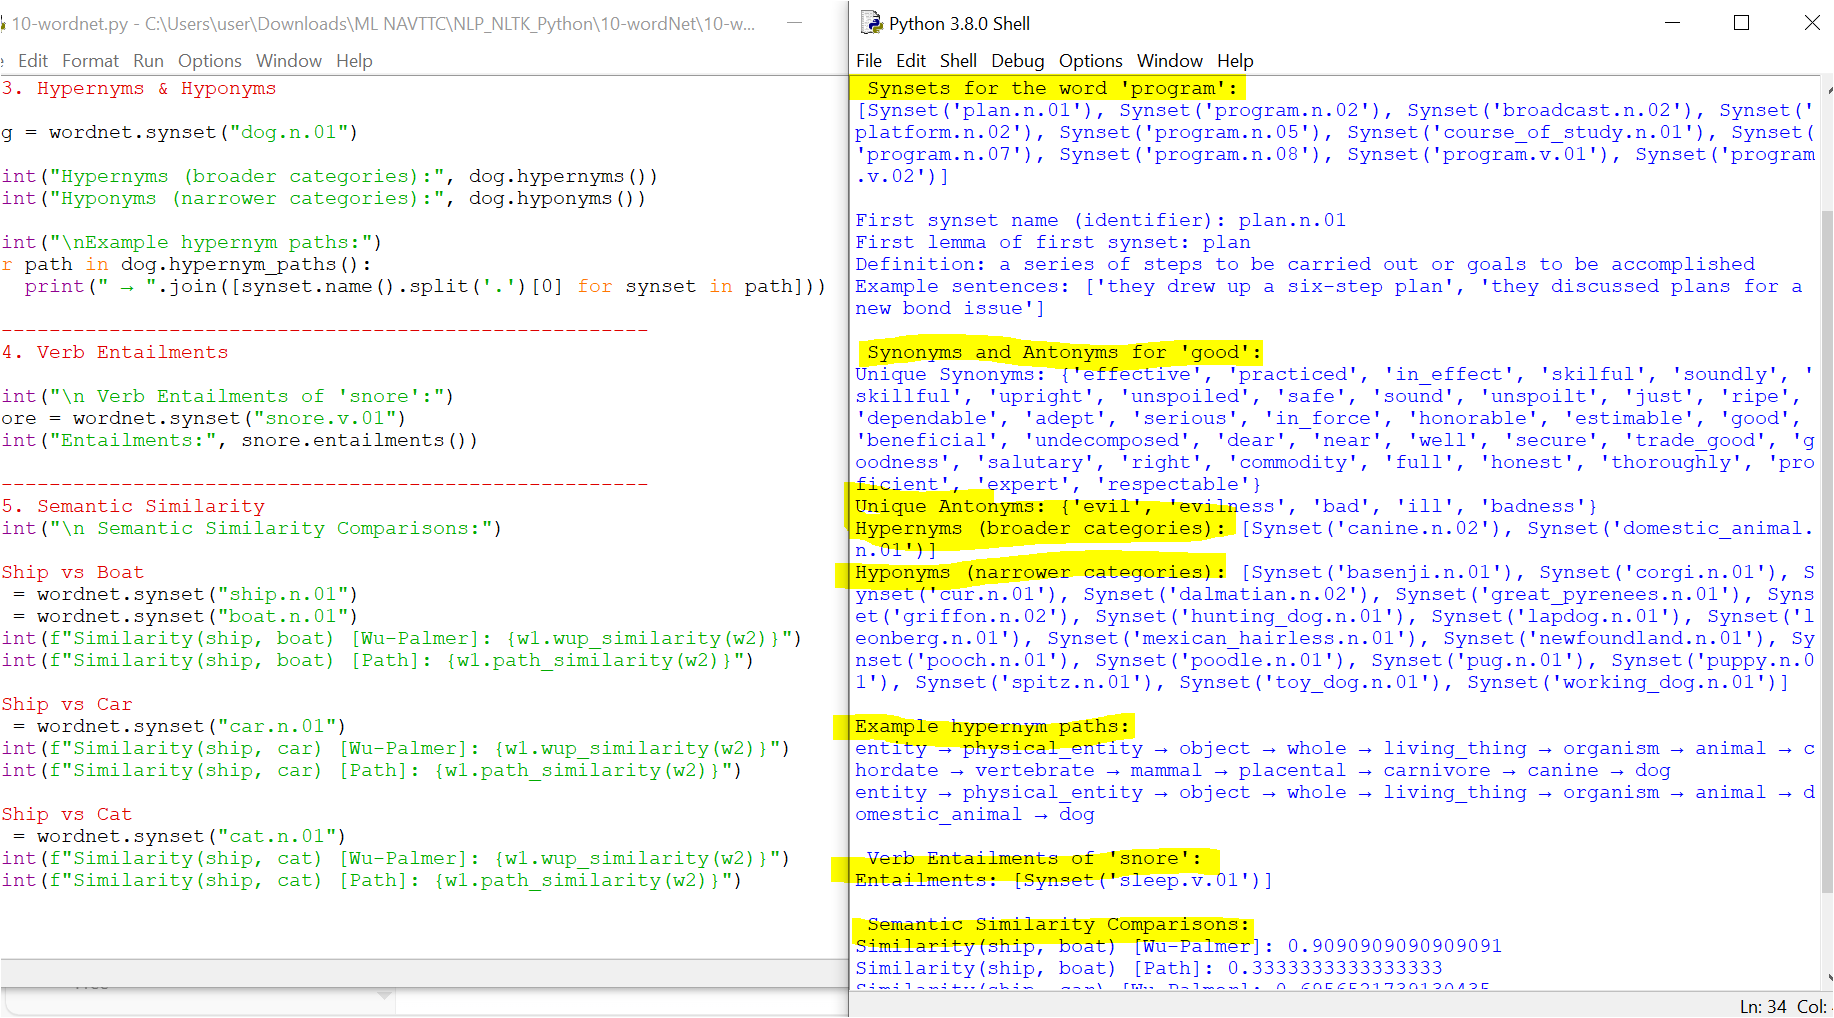 10-wordnet.py - C:\Users\user\Downloads\ML NAVTTC\NLP_NLTK_Python\10-wordNet\10-w...
Edit Format Run Options Window Help
3. Hypernyms & Hyponyms
g = wordnet.synset("dog.n.01")
int("Hypernyms (broader categories):", dog.hypernyms())
int("Hyponyms (narrower categories):", dog.hyponyms())
int("\nExample hypernym paths:")
r path in dog.hypernym_paths():
print(" → ".join([synset.name().split('.')[0] for synset in path]))
------------------------------------------------------
4. Verb Entailments
int("\n Verb Entailments of 'snore':")
ore = wordnet.synset("snore.v.01")
int("Entailments:", snore.entailments())
------------------------------------------------------
5. Semantic Similarity
int("\n Semantic Similarity Comparisons:")
Ship vs Boat
= wordnet.synset("ship.n.01")
= wordnet.synset("boat.n.01")
int(f"Similarity(ship, boat) [Wu-Palmer]: {w1.wup_similarity(w2)}")
int(f"Similarity(ship, boat) [Path]: {w1.path_similarity(w2)}")
Ship vs Car
= wordnet.synset("car.n.01")
int(f"Similarity(ship, car) [Wu-Palmer]: {w1.wup_similarity(w2)}")
int(f"Similarity(ship, car) [Path]: {w1.path_similarity(w2)}")
Ship vs Cat
= wordnet.synset("cat.n.01")
int(f"Similarity(ship, cat) [Wu-Palmer]: {w1.wup_similarity(w2)}")
int(f"Similarity(ship, cat) [Path]: {w1.path_similarity(w2)}")
Python 3.8.0 Shell
File Edit Shell Debug Options Window Help
Synsets for the word 'program':
[Synset('plan.n.01'), Synset('program.n.02'), Synset('broadcast.n.02'), Synset('
platform.n.02'), Synset('program.n.05'), Synset('course_of_study.n.01'), Synset(
'program.n.07'), Synset('program.n.08'), Synset('program.v.01'), Synset('program
.v.02')]
First synset name (identifier): plan.n.01
First lemma of first synset: plan
Definition: a series of steps to be carried out or goals to be accomplished
Example sentences: ['they drew up a six-step plan', 'they discussed plans for a
new bond issue']
Synonyms and Antonyms for 'good':
Unique Synonyms: {'effective', 'practiced', 'in_effect', 'skilful', 'soundly', '
skillful', 'upright', 'unspoiled', 'safe', 'sound', 'unspoilt', 'just', 'ripe',
'dependable', 'adept', 'serious', 'in_force', 'honorable', 'estimable', 'good',
'beneficial', 'undecomposed', 'dear', 'near', 'well', 'secure', 'trade_good', 'g
oodness', 'salutary', 'right', 'commodity', 'full', 'honest', 'thoroughly', 'pro
ficient', 'expert', 'respectable'}
Unique Antonyms: {'evil', 'evilness', 'bad', 'ill', 'badness'}
Hypernyms (broader categories): [Synset('canine.n.02'), Synset('domestic_animal.
n.01')]
Hyponyms (narrower categories): [Synset('basenji.n.01'), Synset('corgi.n.01'), S
ynset('cur.n.01'), Synset('dalmatian.n.02'), Synset('great_pyrenees.n.01'), Syns
et('griffon.n.02'), Synset('hunting_dog.n.01'), Synset('lapdog.n.01'), Synset('l
eonberg.n.01'), Synset('mexican_hairless.n.01'), Synset('newfoundland.n.01'), Sy
nset('pooch.n.01'), Synset('poodle.n.01'), Synset('pug.n.01'), Synset('puppy.n.0
1'), Synset('spitz.n.01'), Synset('toy_dog.n.01'), Synset('working_dog.n.01')]
Example hypernym paths:
entity → physical_entity → object → whole → living_thing → organism → animal → c
hordate → vertebrate → mammal → placental → carnivore → canine → dog
entity → physical_entity → object → whole → living_thing → organism → animal → d
omestic_animal → dog
Verb Entailments of 'snore':
Entailments: [Synset('sleep.v.01')]
Semantic Similarity Comparisons:
Similarity(ship, boat) [Wu-Palmer]: 0.9090909090909091
Similarity(ship, boat) [Path]: 0.3333333333333333
Similarity(ship, car) [Wu-Palmer]: 0.6956521739130435
Ln: 34 Col: